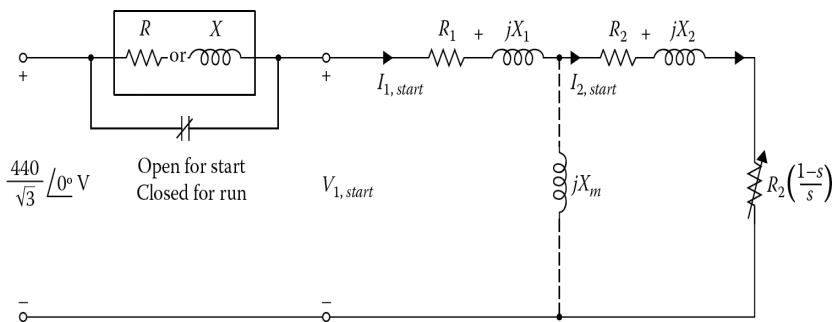 R X
or
R₁ + jX₁
R₂ + jX₂
+
+
I₁, start
I₂, start
Open for start
Closed for run
440/√3 ∠0° V
V₁, start
jXₘ
R₂(1–s/s)
–
–